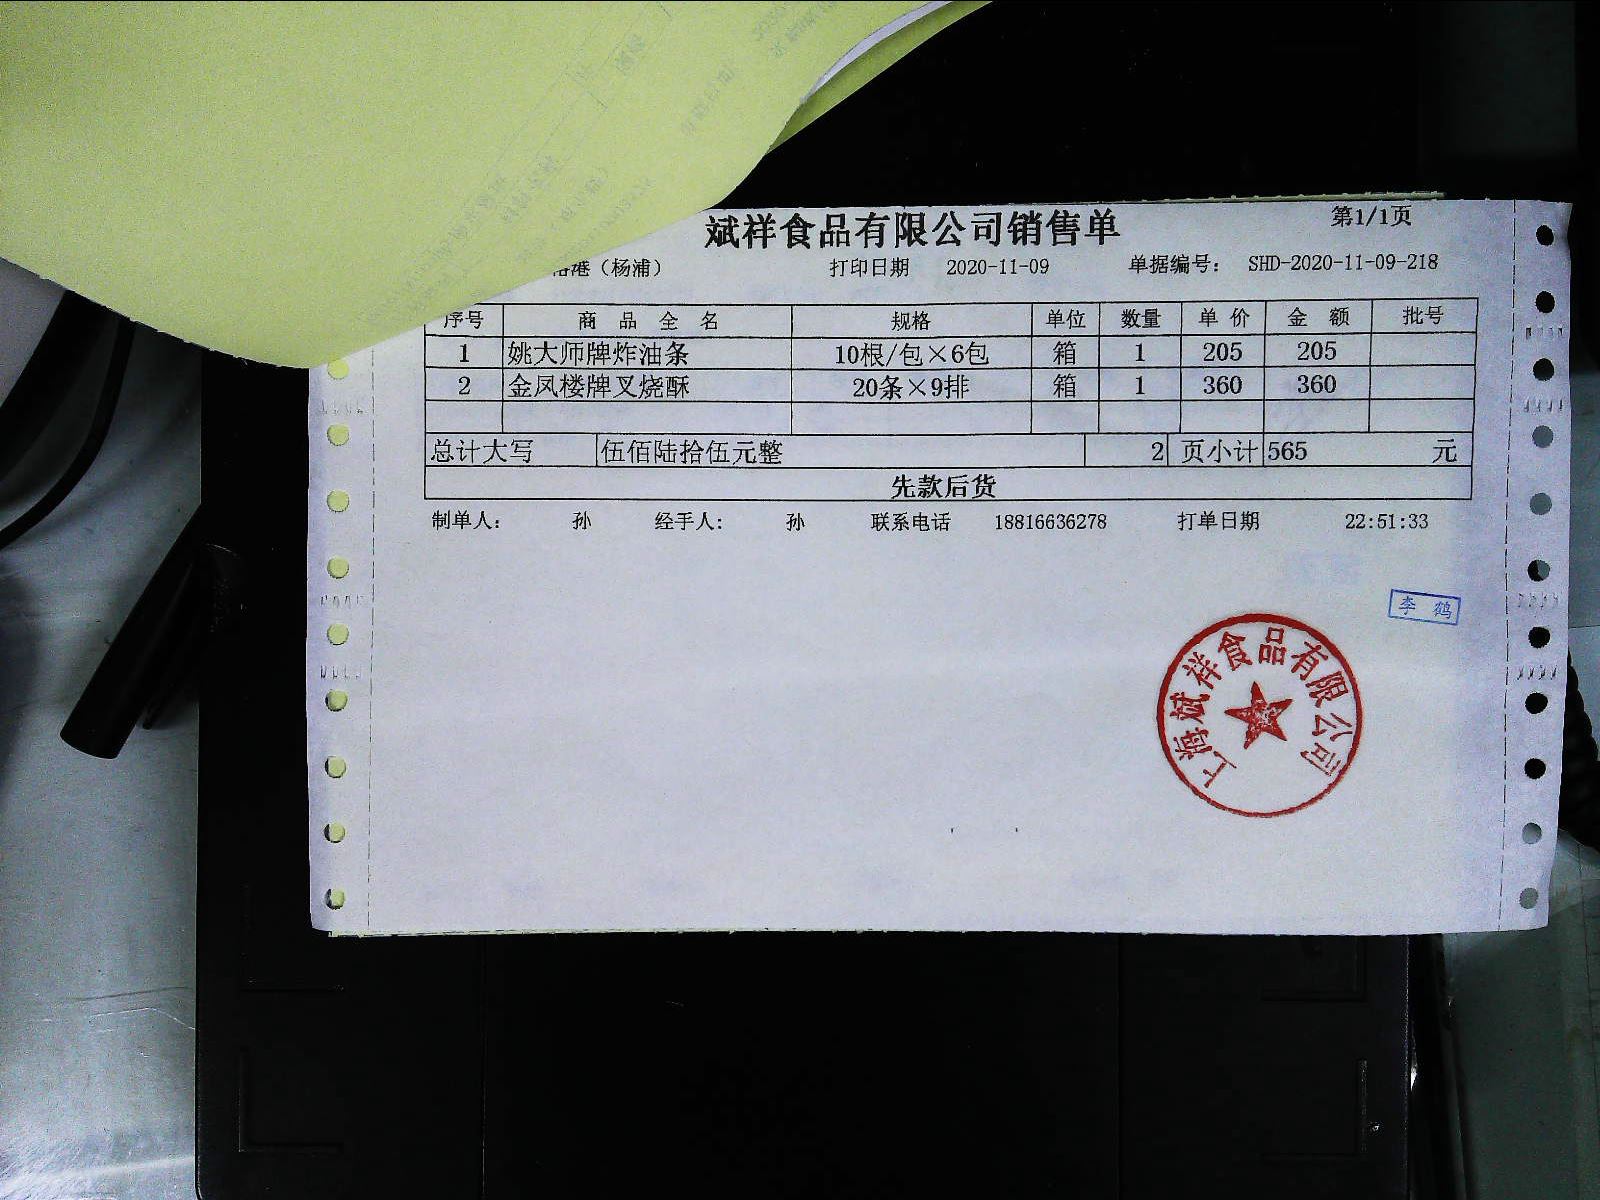 斌祥食品有限公司销售单 第1/1页
港（杨浦） 打印日期 2020-11-09 单据编号： SHD-2020-11-09-218
序号 商品全名 规格 单位 数量 单价 金额 批号
1 姚大师牌炸油条 10根/包×6包 箱 1 205 205
2 金凤楼牌叉烧酥 20条×9排 箱 1 360 360
总计大写 伍佰陆拾伍元整 2 页小计 565 元
先款后货
制单人： 孙 经手人： 孙 联系电话 18816636278 打单日期 22:51:33
李鹤
上海斌祥食品有限公司